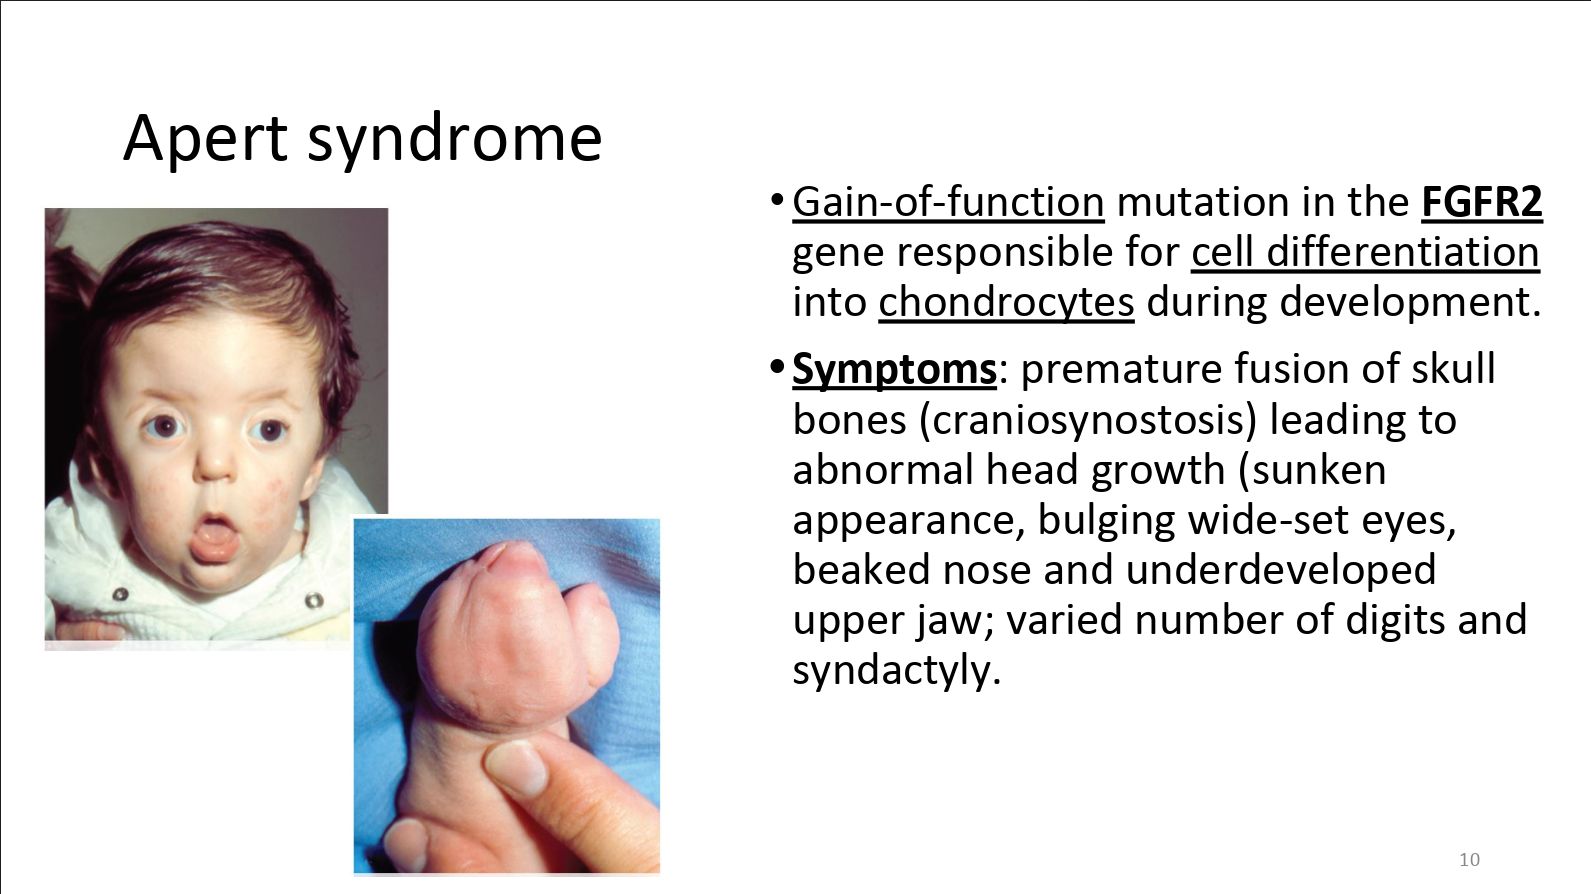 Apert syndrome
•Gain-of-function mutation in the FGFR2
gene responsible for cell differentiation
into chondrocytes during development.
•Symptoms: premature fusion of skull
bones (craniosynostosis) leading to
abnormal head growth (sunken
appearance, bulging wide-set eyes,
beaked nose and underdeveloped
upper jaw; varied number of digits and
syndactyly.
10